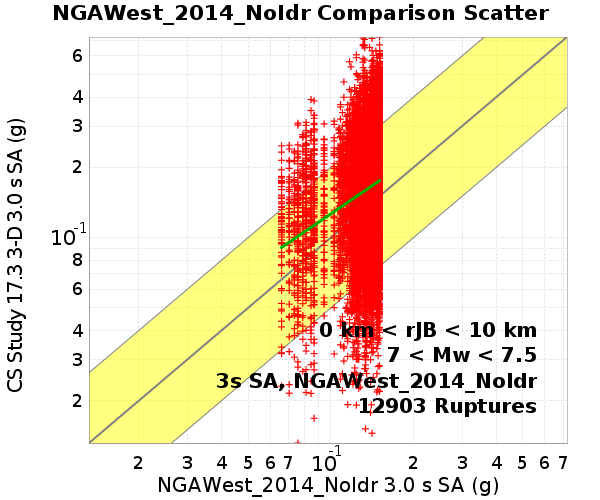 NGAWest_2014_NoIdr Comparison Scatter
CS Study 17.3 3-D 3.0 s SA (g)
6
4
3
2
10-1
8
6
4
3
2
0 km < rJB < 10 km
7 < Mw < 7.5
3s SA, NGAWest_2014_NoIdr
12903 Ruptures
2 3 4 5 6 7 10-1 2 3 4 5 6 7
NGAWest_2014_NoIdr 3.0 s SA (g)